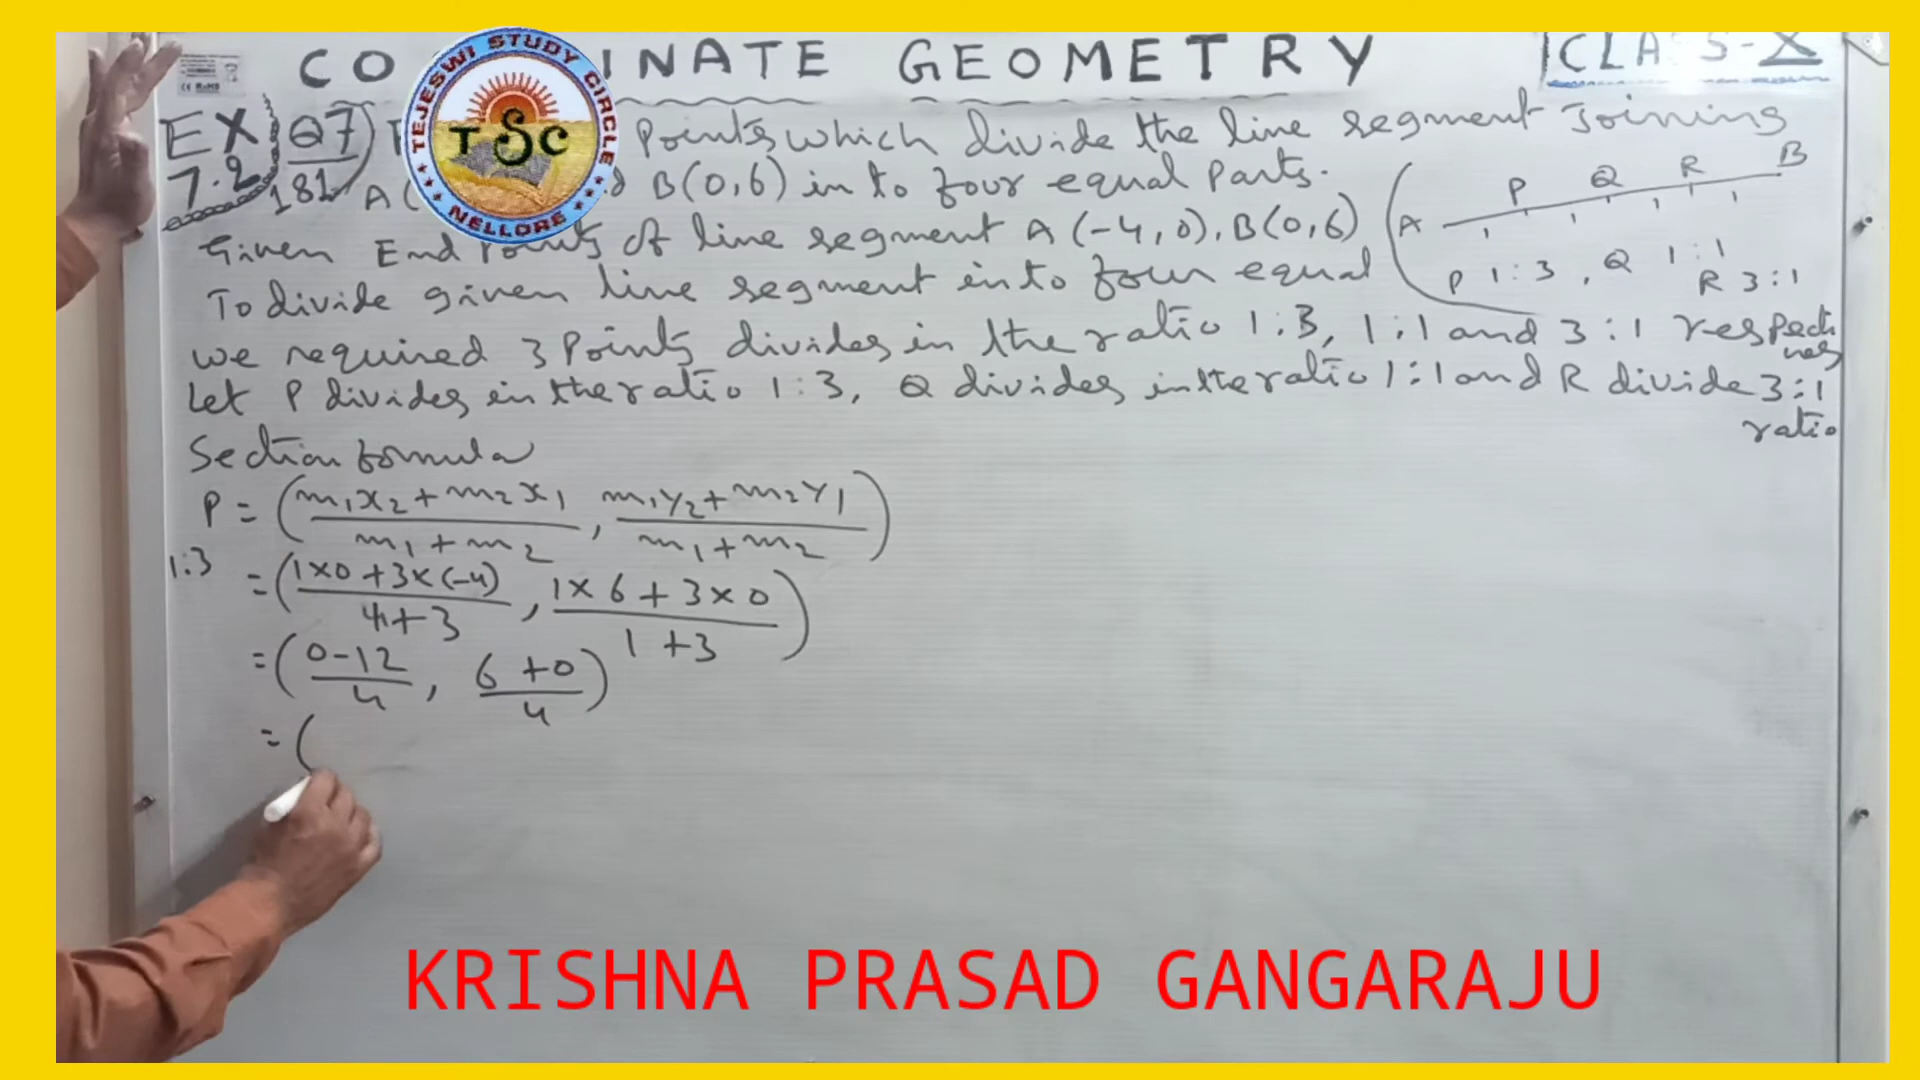 CO INATE GEOMETRY CLASS-X
EX 7.2 Q7) Points which divide the line segment Joining
181 A( B(0,6) in to four equal Parts.
Given End Points of line segment A(-4,0), B(0,6)
To divide given line segment into four equal
we required 3 Points divides in the ratio 1:3, 1:1 and 3:1 respectively
Let P divides in the ratio 1:3, Q divides in the ratio 1:1 and R divide 3:1
ratio
A P Q R B
P 1:3, Q 1:1
R 3:1
Section formula
P = (m₁x₂+m₂x₁/m₁+m₂, m₁y₂+m₂y₁/m₁+m₂)
1:3 = (1×0+3×(-4)/+3, 1×6+3×0/1+3)
= (0-12/4, 6+0/4)
= (
TEJESWI STUDY CIRCLE
TSC
NELLORE
KRISHNA PRASAD GANGARAJU